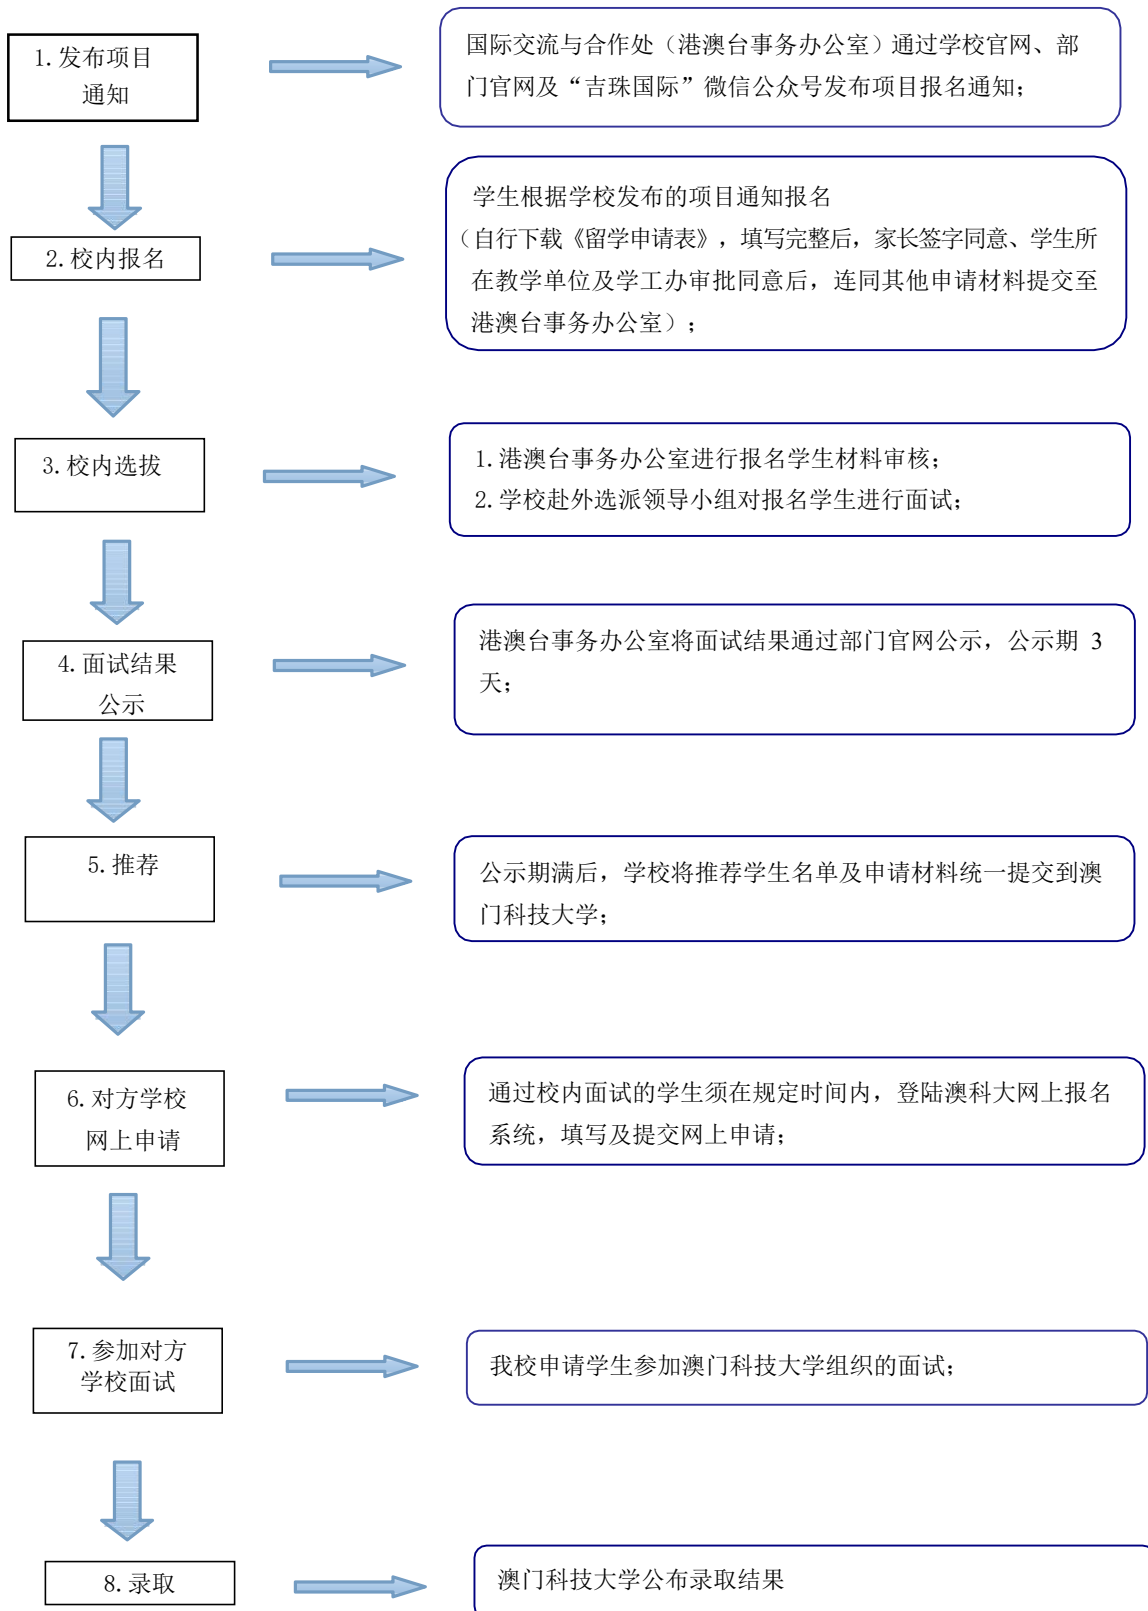 1.发布项目
通知
国际交流与合作处（港澳台事务办公室）通过学校官网、部
门官网及“吉珠国际”微信公众号发布项目报名通知；
2.校内报名
学生根据学校发布的项目通知报名
（自行下载《留学申请表》，填写完整后，家长签字同意、学生所
在教学单位及学工办审批同意后，连同其他申请材料提交至
港澳台事务办公室）；
3.校内选拔
1.港澳台事务办公室进行报名学生材料审核；
2.学校赴外选派领导小组对报名学生进行面试；
4.面试结果
公示
港澳台事务办公室将面试结果通过部门官网公示，公示期 3
天；
5.推荐
公示期满后，学校将推荐学生名单及申请材料统一提交到澳
门科技大学；
6.对方学校
网上申请
通过校内面试的学生须在规定时间内，登陆澳科大网上报名
系统，填写及提交网上申请；
7.参加对方
学校面试
我校申请学生参加澳门科技大学组织的面试；
8.录取
澳门科技大学公布录取结果